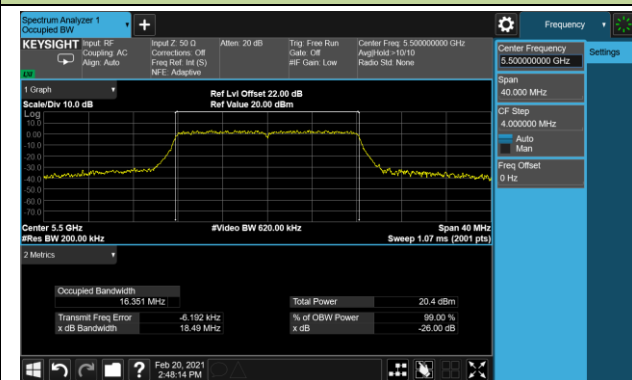 Spectrum Analyzer 1
Occupied BW
+
Frequency
KEYSIGHT
Input: RF
Coupling: AC
Align: Auto
Input Z: 50 Ω
Corrections: Off
Freq Ref: Int (S)
NFE: Adaptive
Atten: 20 dB
Trig: Free Run
Gate: Off
#IF Gain: Low
Center Freq: 5.500000000 GHz
Avg|Hold:>10/10
Radio Std: None
Center Frequency
5.500000000 GHz
Settings
Span
40.000 MHz
CF Step
4.000000 MHz
Auto
Man
Freq Offset
0 Hz
1 Graph
Scale/Div 10.0 dB
Ref Lvl Offset 22.00 dB
Ref Value 20.00 dBm
Log
10.0
0.00
-10.0
-20.0
-30.0
-40.0
-50.0
-60.0
-70.0
Center 5.5 GHz
#Res BW 200.00 kHz
#Video BW 620.00 kHz
Span 40 MHz
Sweep 1.07 ms (2001 pts)
2 Metrics
Occupied Bandwidth
16.351 MHz
Total Power 20.4 dBm
Transmit Freq Error -6.192 kHz
% of OBW Power 99.00 %
x dB Bandwidth 18.49 MHz
x dB -26.00 dB
?
Feb 20, 2021
2:48:14 PM